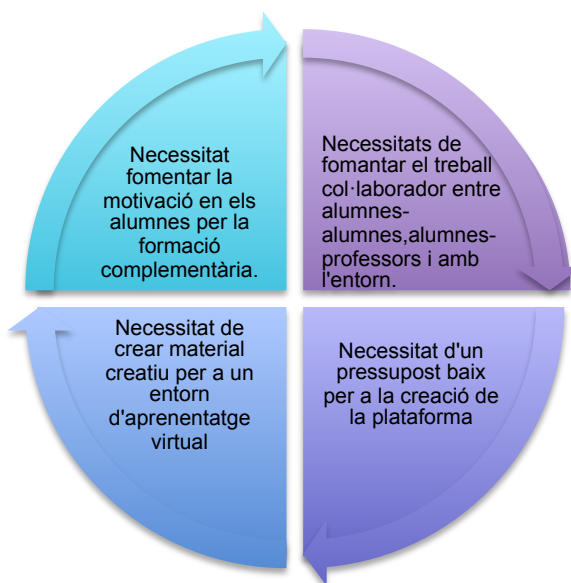 Necessitat
fomentar la
motivació en els
alumnes per la
formació
complementària.
Necessitats de
fomantar el treball
col·laborador entre
alumnes-
alumnes,alumnes-
professors i amb
l'entorn.
Necessitat de
crear material
creatiu per a un
entorn
d'aprenentatge
virtual
Necessitat d'un
pressupost baix
per a la creació de
la plataforma